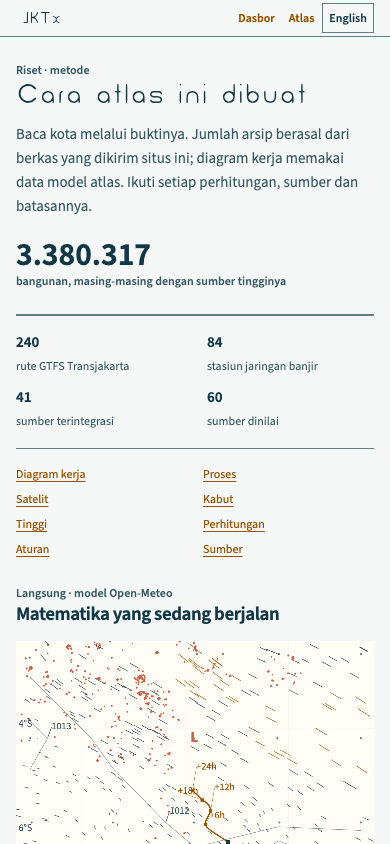 JKTx
Dasbor Atlas English
Riset · metode
Cara atlas ini dibuat
Baca kota melalui buktinya. Jumlah arsip berasal dari
berkas yang dikirim situs ini; diagram kerja memakai
data model atlas. Ikuti setiap perhitungan, sumber dan
batasannya.
3.380.317
bangunan, masing-masing dengan sumber tingginya
240 84
rute GTFS Transjakarta stasiun jaringan banjir
41 60
sumber terintegrasi sumber dinilai
Diagram kerja Proses
Satelit Kabut
Tinggi Perhitungan
Aturan Sumber
Langsung · model Open-Meteo
Matematika yang sedang berjalan
4°S
1013
L
+24h
+18h
+12h
1012
+6h
6°S